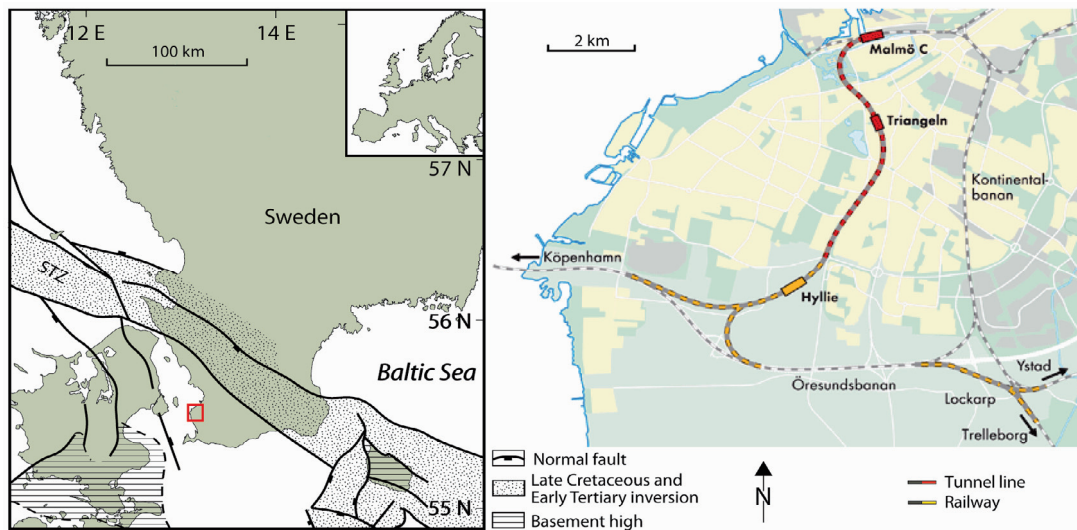 12 E
14 E
100 km
57 N
Sweden
STZ
56 N
Baltic Sea
55 N
2 km
Malmö C
Triangeln
Kontinental-
banan
Köpenhamn
Hyllie
Öresundsbanan
Ystad
Lockarp
Trelleborg
Normal fault
Late Cretaceous and
Early Tertiary inversion
Basement high
N
Tunnel line
Railway